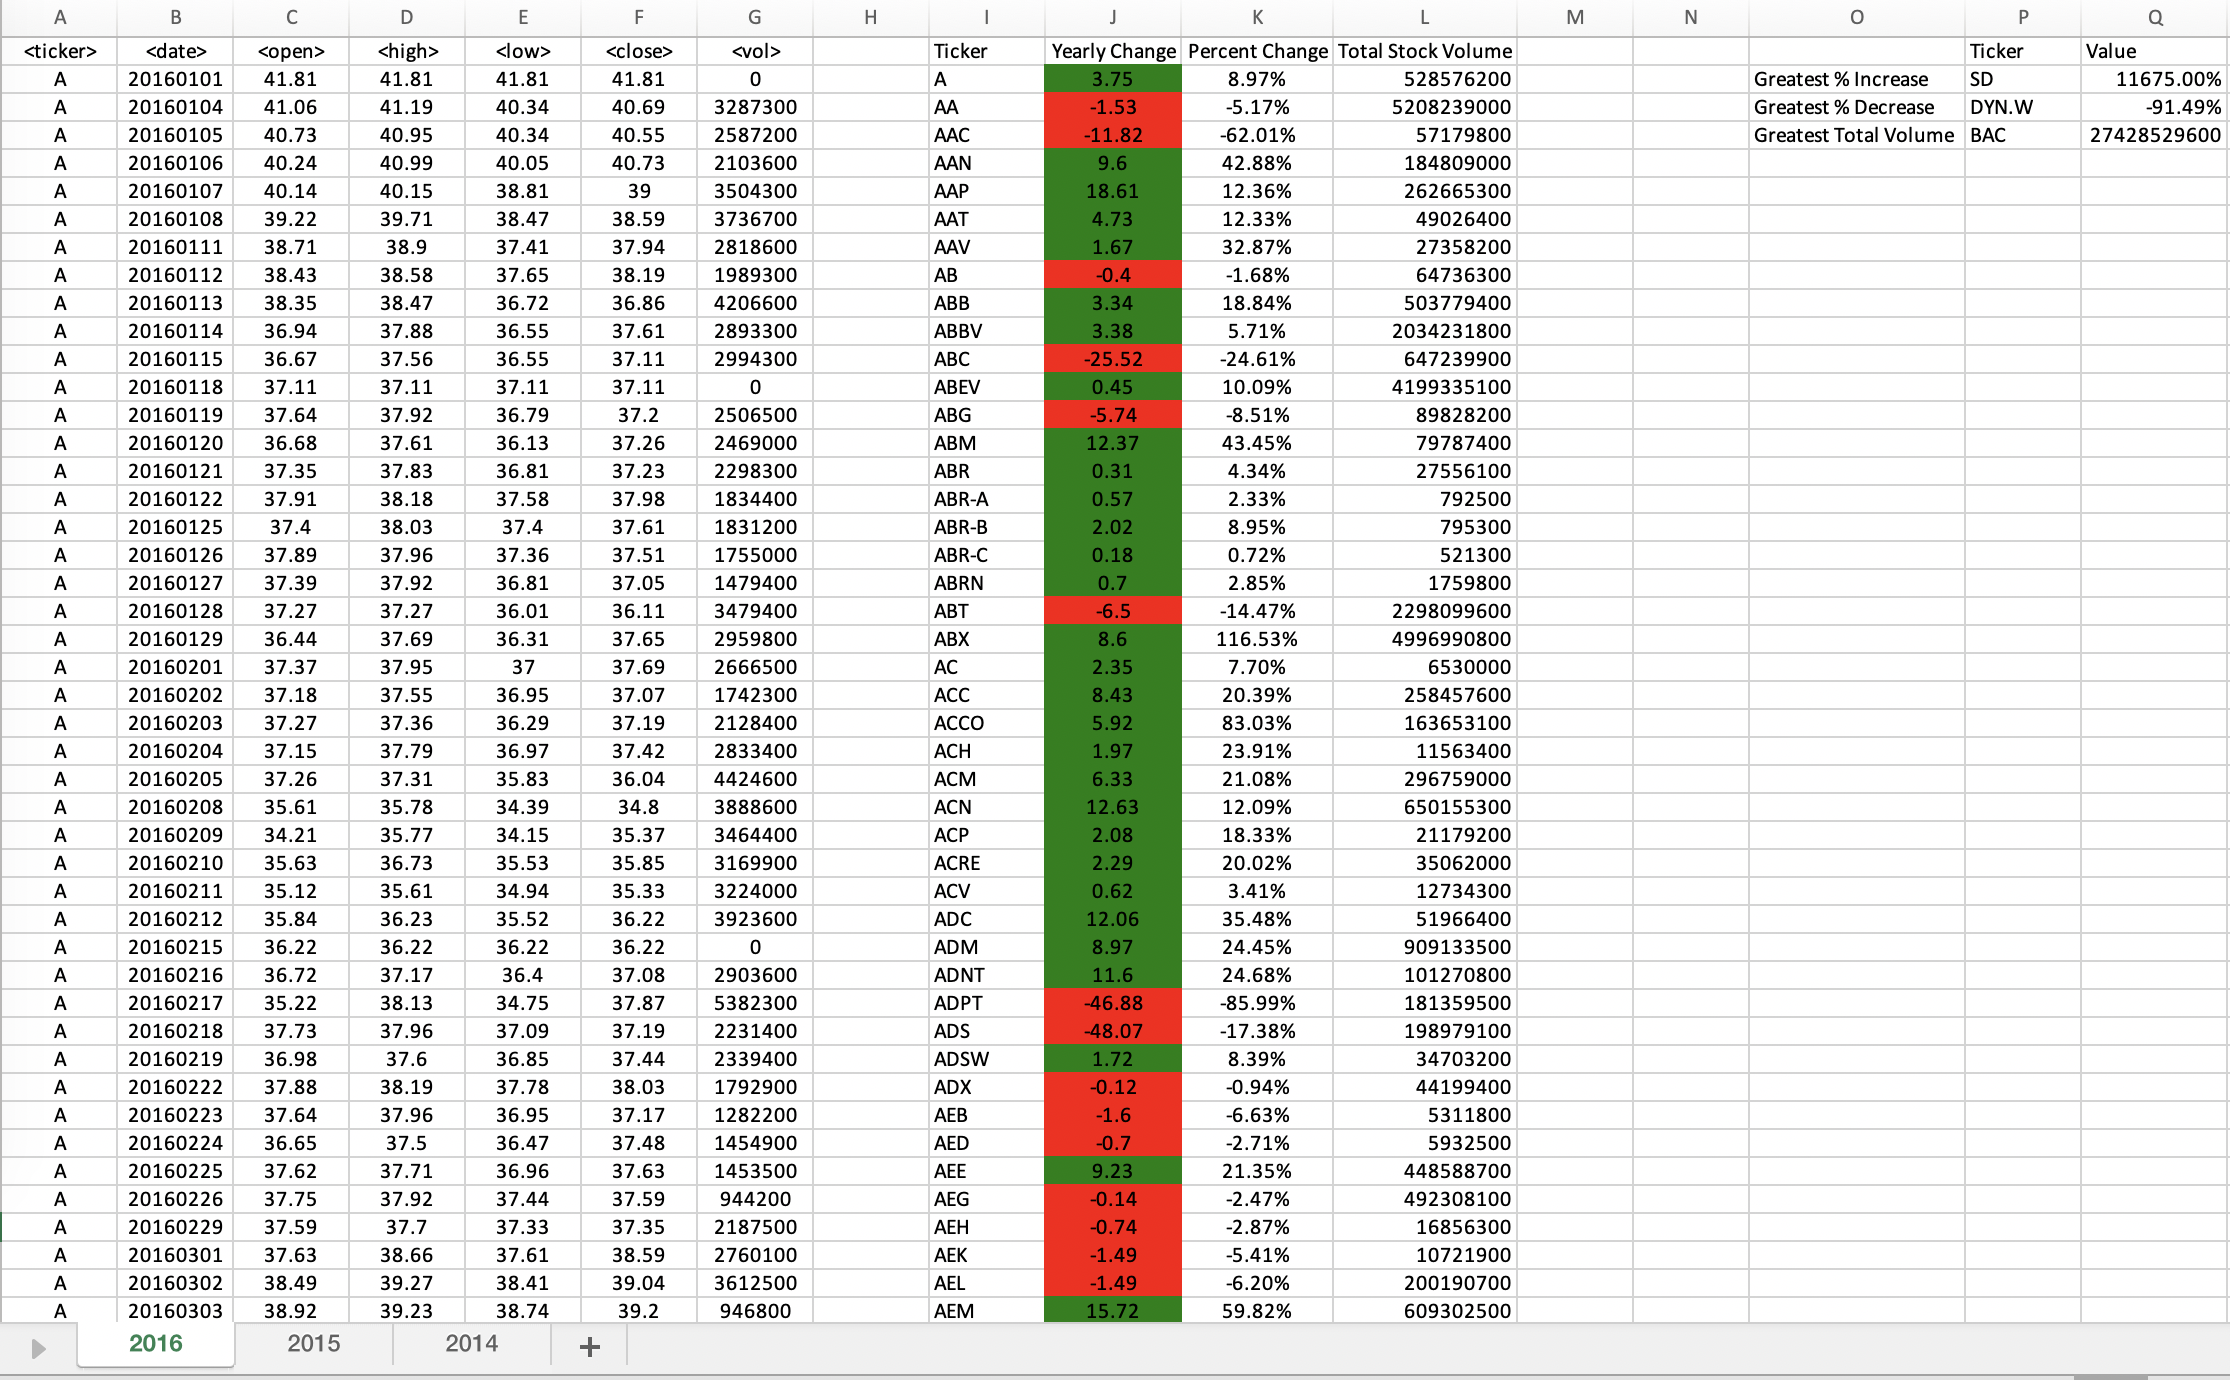 A B C D E F G H I J K L M N O P Q
<ticker> <date> <open> <high> <low> <close> <vol> Ticker Yearly Change Percent Change Total Stock Volume Ticker Value
A 20160101 41.81 41.81 41.81 41.81 0 A 3.75 8.97% 528576200 Greatest % Increase SD 11675.00%
A 20160104 41.06 41.19 40.34 40.69 3287300 AA -1.53 -5.17% 5208239000 Greatest % Decrease DYN.W -91.49%
A 20160105 40.73 40.95 40.34 40.55 2587200 AAC -11.82 -62.01% 57179800 Greatest Total Volume BAC 27428529600
A 20160106 40.24 40.99 40.05 40.73 2103600 AAN 9.6 42.88% 184809000
A 20160107 40.14 40.15 38.81 39 3504300 AAP 18.61 12.36% 262665300
A 20160108 39.22 39.71 38.47 38.59 3736700 AAT 4.73 12.33% 49026400
A 20160111 38.71 38.9 37.41 37.94 2818600 AAV 1.67 32.87% 27358200
A 20160112 38.43 38.58 37.65 38.19 1989300 AB -0.4 -1.68% 64736300
A 20160113 38.35 38.47 36.72 36.86 4206600 ABB 3.34 18.84% 503779400
A 20160114 36.94 37.88 36.55 37.61 2893300 ABBV 3.38 5.71% 2034231800
A 20160115 36.67 37.56 36.55 37.11 2994300 ABC -25.52 -24.61% 647239900
A 20160118 37.11 37.11 37.11 37.11 0 ABEV 0.45 10.09% 4199335100
A 20160119 37.64 37.92 36.79 37.2 2506500 ABG -5.74 -8.51% 89828200
A 20160120 36.68 37.61 36.13 37.26 2469000 ABM 12.37 43.45% 79787400
A 20160121 37.35 37.83 36.81 37.23 2298300 ABR 0.31 4.34% 27556100
A 20160122 37.91 38.18 37.58 37.98 1834400 ABR-A 0.57 2.33% 792500
A 20160125 37.4 38.03 37.4 37.61 1831200 ABR-B 2.02 8.95% 795300
A 20160126 37.89 37.96 37.36 37.51 1755000 ABR-C 0.18 0.72% 521300
A 20160127 37.39 37.92 36.81 37.05 1479400 ABRN 0.7 2.85% 1759800
A 20160128 37.27 37.27 36.01 36.11 3479400 ABT -6.5 -14.47% 2298099600
A 20160129 36.44 37.69 36.31 37.65 2959800 ABX 8.6 116.53% 4996990800
A 20160201 37.37 37.95 37 37.69 2666500 AC 2.35 7.70% 6530000
A 20160202 37.18 37.55 36.95 37.07 1742300 ACC 8.43 20.39% 258457600
A 20160203 37.27 37.36 36.29 37.19 2128400 ACCO 5.92 83.03% 163653100
A 20160204 37.15 37.79 36.97 37.42 2833400 ACH 1.97 23.91% 11563400
A 20160205 37.26 37.31 35.83 36.04 4424600 ACM 6.33 21.08% 296759000
A 20160208 35.61 35.78 34.39 34.8 3888600 ACN 12.63 12.09% 650155300
A 20160209 34.21 35.77 34.15 35.37 3464400 ACP 2.08 18.33% 21179200
A 20160210 35.63 36.73 35.53 35.85 3169900 ACRE 2.29 20.02% 35062000
A 20160211 35.12 35.61 34.94 35.33 3224000 ACV 0.62 3.41% 12734300
A 20160212 35.84 36.23 35.52 36.22 3923600 ADC 12.06 35.48% 51966400
A 20160215 36.22 36.22 36.22 36.22 0 ADM 8.97 24.45% 909133500
A 20160216 36.72 37.17 36.4 37.08 2903600 ADNT 11.6 24.68% 101270800
A 20160217 35.22 38.13 34.75 37.87 5382300 ADPT -46.88 -85.99% 181359500
A 20160218 37.73 37.96 37.09 37.19 2231400 ADS -48.07 -17.38% 198979100
A 20160219 36.98 37.6 36.85 37.44 2339400 ADSW 1.72 8.39% 34703200
A 20160222 37.88 38.19 37.78 38.03 1792900 ADX -0.12 -0.94% 44199400
A 20160223 37.64 37.96 36.95 37.17 1282200 AEB -1.6 -6.63% 5311800
A 20160224 36.65 37.5 36.47 37.48 1454900 AED -0.7 -2.71% 5932500
A 20160225 37.62 37.71 36.96 37.63 1453500 AEE 9.23 21.35% 448588700
A 20160226 37.75 37.92 37.44 37.59 944200 AEG -0.14 -2.47% 492308100
A 20160229 37.59 37.7 37.33 37.35 2187500 AEH -0.74 -2.87% 16856300
A 20160301 37.63 38.66 37.61 38.59 2760100 AEK -1.49 -5.41% 10721900
A 20160302 38.49 39.27 38.41 39.04 3612500 AEL -1.49 -6.20% 200190700
A 20160303 38.92 39.23 38.74 39.2 946800 AEM 15.72 59.82% 609302500
2016 2015 2014 +